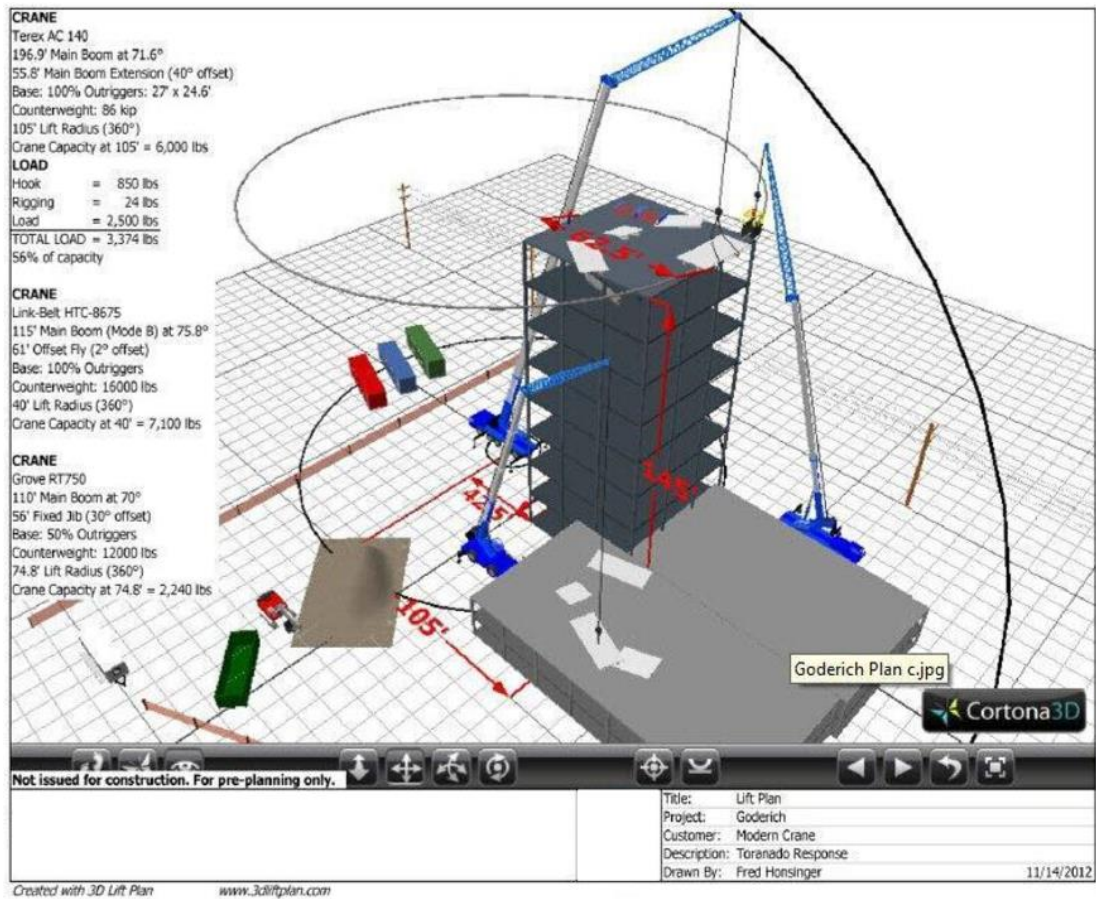 CRANE
Terex AC 140
196.9' Main Boom at 71.6°
55.8' Main Boom Extension (40° offset)
Base: 100% Outriggers: 27' x 24.6'
Counterweight: 86 kip
105' Lift Radius (360°)
Crane Capacity at 105' = 6,000 lbs
LOAD
Hook = 850 lbs
Rigging = 24 lbs
Load = 2,500 lbs
TOTAL LOAD = 3,374 lbs
56% of capacity
CRANE
Link-Belt HTC-8675
115' Main Boom (Mode B) at 75.8°
61' Offset Fly (2° offset)
Base: 100% Outriggers
Counterweight: 16000 lbs
40' Lift Radius (360°)
Crane Capacity at 40' = 7,100 lbs
CRANE
Grove RT750
110' Main Boom at 70°
56' Fixed Jib (30° offset)
Base: 50% Outriggers
Counterweight: 12000 lbs
74.8' Lift Radius (360°)
Crane Capacity at 74.8' = 2,240 lbs
62.5'
145'
42.5
105'
Goderich Plan c.jpg
Cortona3D
Not issued for construction. For pre-planning only.
Title: Lift Plan
Project: Goderich
Customer: Modern Crane
Description: Toranado Response
Drawn By: Fred Honsinger 11/14/2012
Created with 3D Lift Plan www.3dliftplan.com